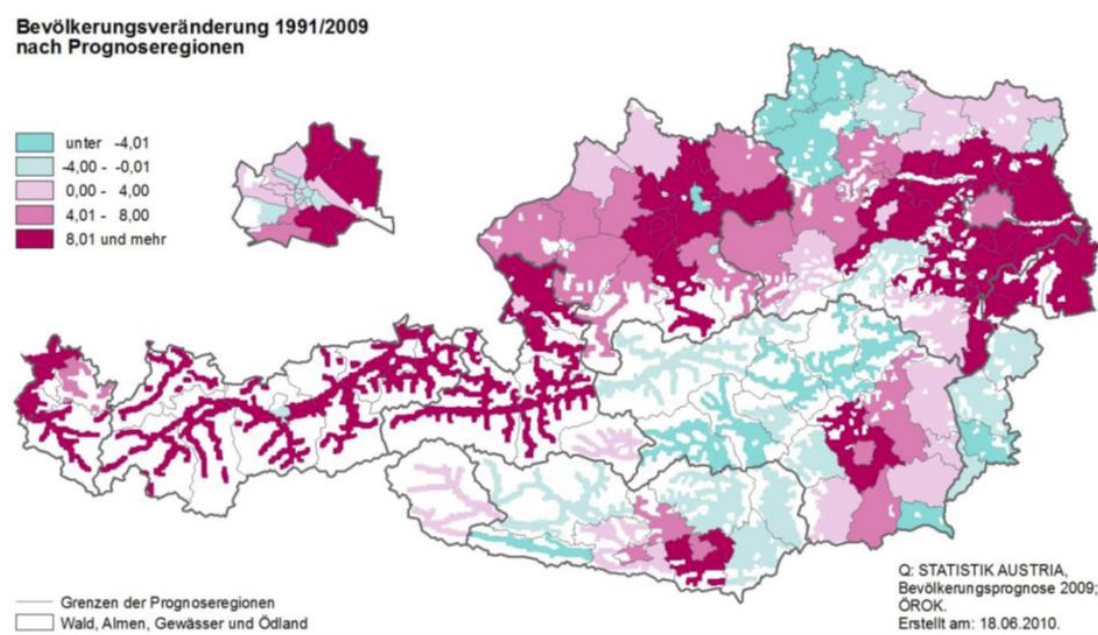 Bevölkerungsveränderung 1991/2009
nach Prognoseregionen
unter -4,01
-4,00 - -0,01
0,00 - 4,00
4,01 - 8,00
8,01 und mehr
Grenzen der Prognoseregionen
Wald, Almen, Gewässer und Ödland
Q: STATISTIK AUSTRIA,
Bevölkerungsprognose 2009;
ÖROK.
Erstellt am: 18.06.2010.